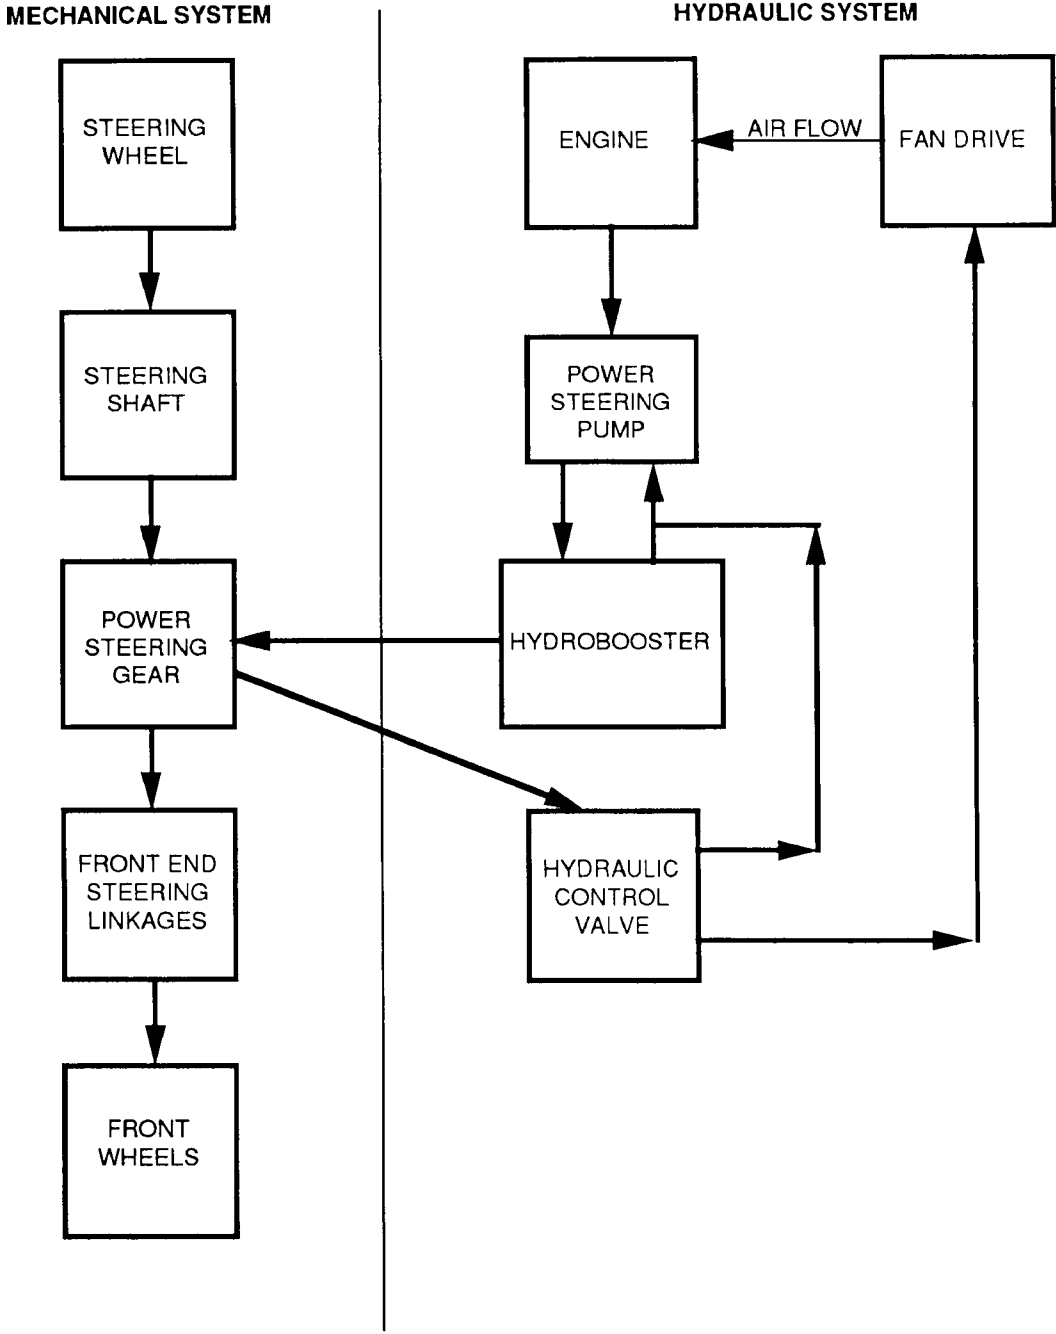 MECHANICAL SYSTEM
HYDRAULIC SYSTEM
STEERING
WHEEL
STEERING
SHAFT
POWER
STEERING
GEAR
FRONT END
STEERING
LINKAGES
FRONT
WHEELS
ENGINE
AIR FLOW
FAN DRIVE
POWER
STEERING
PUMP
HYDROBOOSTER
HYDRAULIC
CONTROL
VALVE